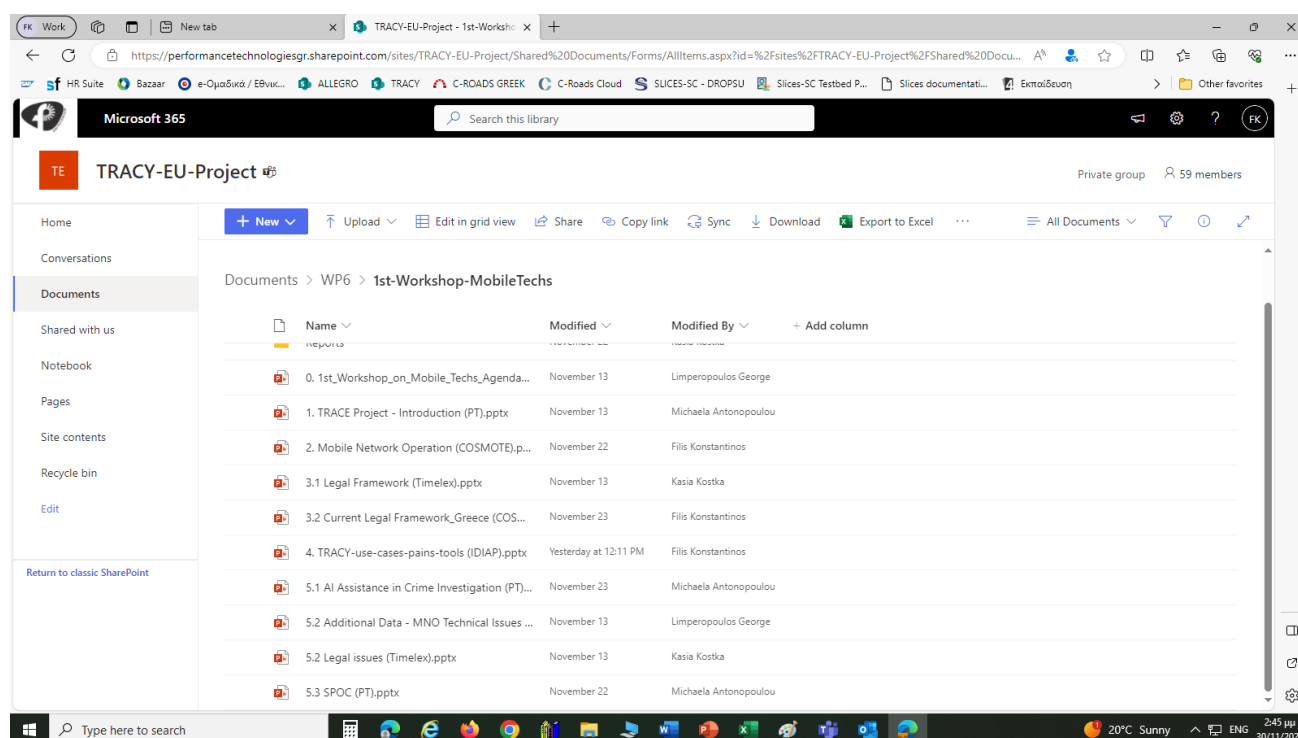 FK Work New tab TRACY-EU-Project - 1st-Worksho
https://performancetechnologiesgr.sharepoint.com/sites/TRACY-EU-Project/Shared%20Documents/Forms/AllItems.aspx?id=%2Fsites%2FTRACY-EU-Project%2FShared%20Docu...
HR Suite Bazaar e-Ομαδικά / Εθνικ... ALLEGRO TRACY C-ROADS GREEK C-Roads Cloud SLICES-SC - DROPSU Slices-SC Testbed P... Slices documentati... Εκπαίδευση Other favorites
Microsoft 365 Search this library FK
TE TRACY-EU-Project Private group 59 members
Home + New Upload Edit in grid view Share Copy link Sync Download Export to Excel ... All Documents
Conversations
Documents > WP6 > 1st-Workshop-MobileTechs
Documents
Shared with us
Name Modified Modified By + Add column
Reports November 22 Kasia Kostka
Notebook
0. 1st_Workshop_on_Mobile_Techs_Agenda... November 13 Limperopoulos George
Pages
1. TRACE Project - Introduction (PT).pptx November 13 Michaela Antonopoulou
Site contents
2. Mobile Network Operation (COSMOTE).p... November 22 Filis Konstantinos
Recycle bin
3.1 Legal Framework (Timelex).pptx November 13 Kasia Kostka
Edit
3.2 Current Legal Framework_Greece (COS... November 23 Filis Konstantinos
4. TRACY-use-cases-pains-tools (IDIAP).pptx Yesterday at 12:11 PM Filis Konstantinos
Return to classic SharePoint
5.1 AI Assistance in Crime Investigation (PT)... November 23 Michaela Antonopoulou
5.2 Additional Data - MNO Technical Issues ... November 13 Limperopoulos George
5.2 Legal issues (Timelex).pptx November 13 Kasia Kostka
5.3 SPOC (PT).pptx November 22 Michaela Antonopoulou
Type here to search 20°C Sunny ENG 2:45 μμ
30/11/202